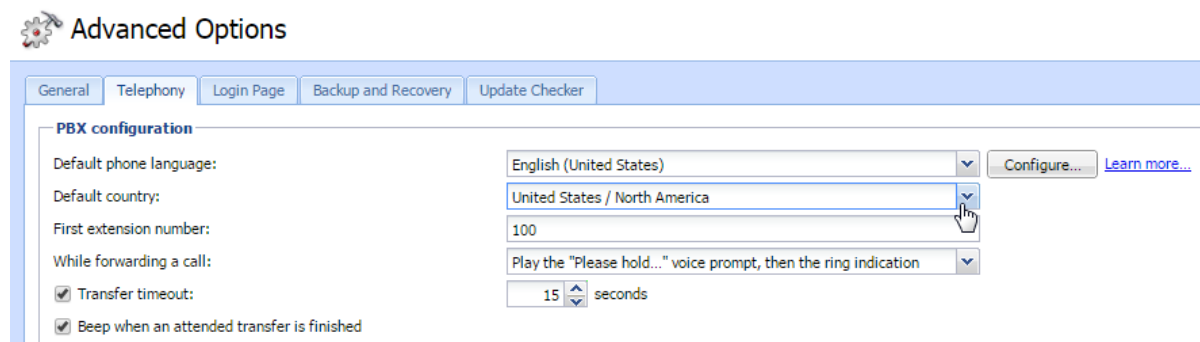 Advanced Options
General Telephony Login Page Backup and Recovery Update Checker
PBX configuration
Default phone language: English (United States) Configure... Learn more...
Default country: United States / North America
First extension number: 100
While forwarding a call: Play the "Please hold..." voice prompt, then the ring indication
Transfer timeout: 15 seconds
Beep when an attended transfer is finished